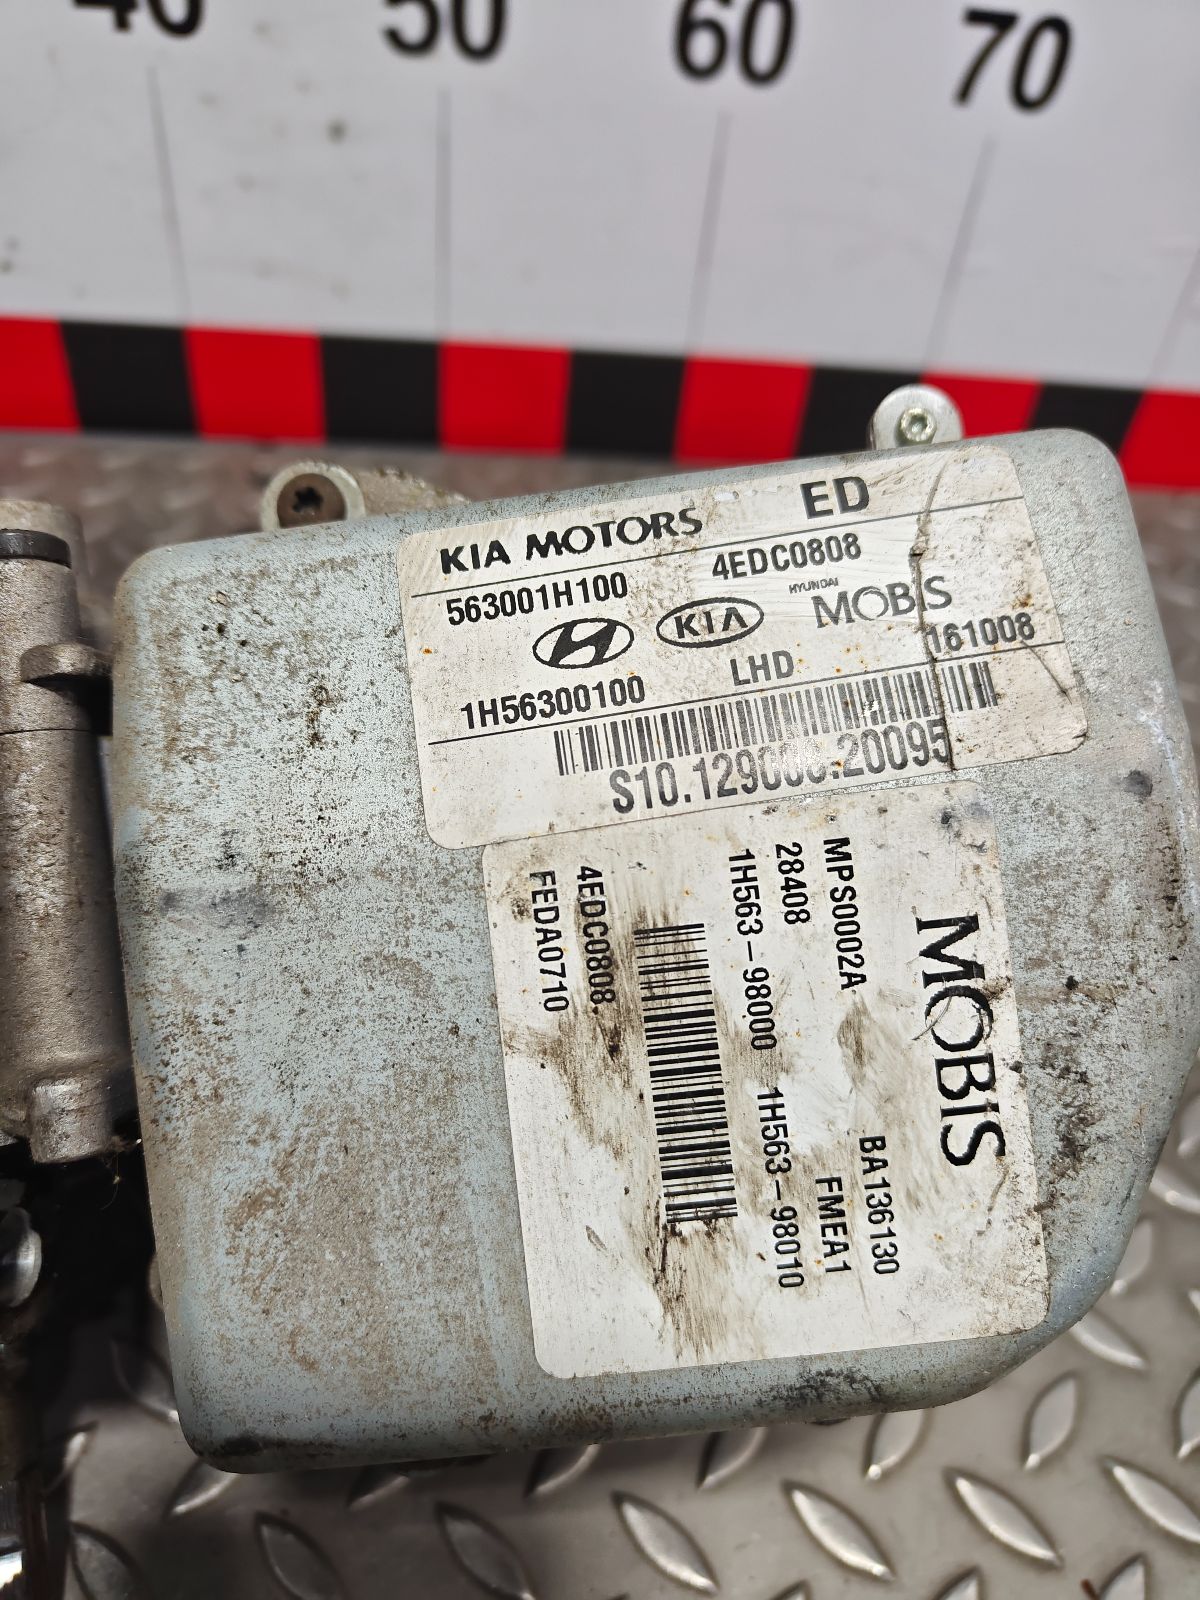 40 50 60 70
KIA MOTORS ED
563001H100 4EDC0808
KIA HYUNDAI MOBIS
1H56300100 LHD 161008
MOBIS
MPS0002A BA136130
28408 FMEA1
1H563-98000 1H563-98010
4EDC0808
FEDA0710